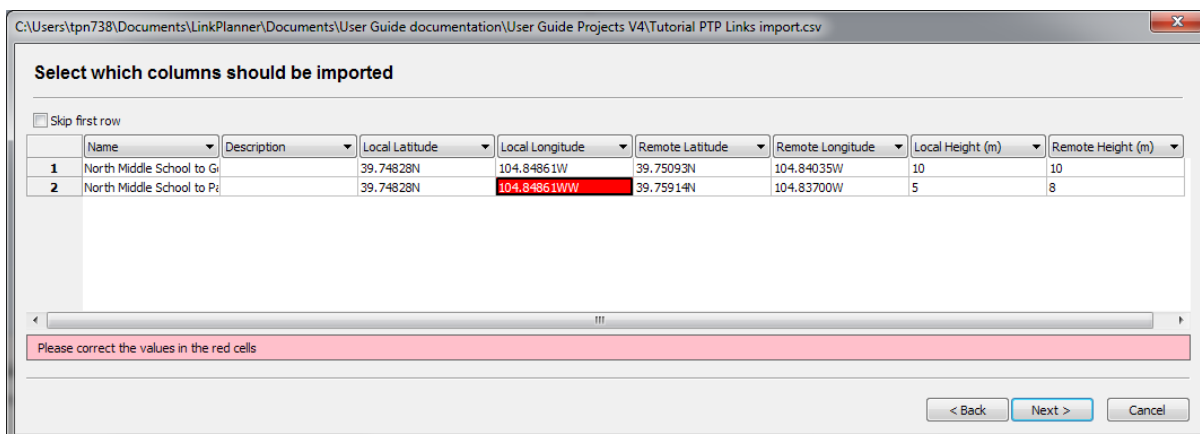 C:\Users\tpn738\Documents\LinkPlanner\Documents\User Guide documentation\User Guide Projects V4\Tutorial PTP Links import.csv
x
Select which columns should be imported
Skip first row
Name Description Local Latitude Local Longitude Remote Latitude Remote Longitude Local Height (m) Remote Height (m)
1 North Middle School to 39.74828N 104.84861W 39.75093N 104.84035W 10 10
2 North Middle School to 39.74828N 104.84861WW 39.75914N 104.83700W 5 8
Please correct the values in the red cells
< Back Next > Cancel